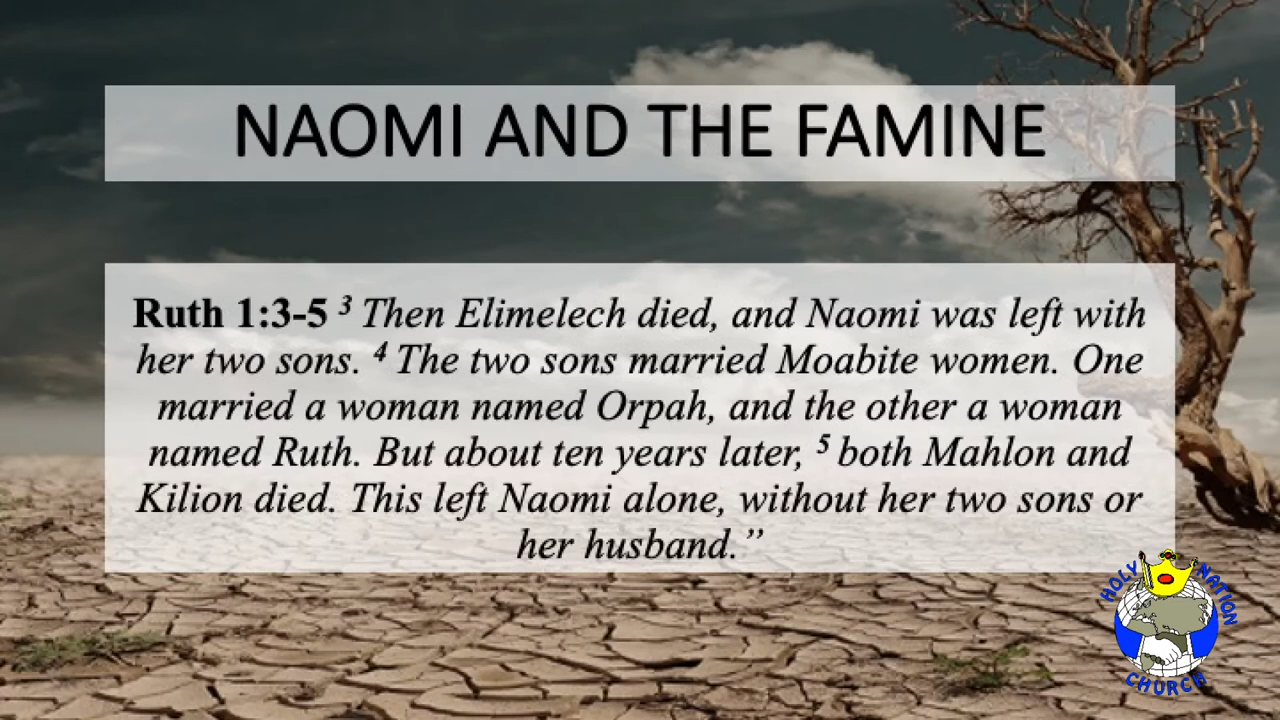 NAOMI AND THE FAMINE
Ruth 1:3-5 ³ Then Elimelech died, and Naomi was left with
her two sons. ⁴ The two sons married Moabite women. One
married a woman named Orpah, and the other a woman
named Ruth. But about ten years later, ⁵ both Mahlon and
Kilion died. This left Naomi alone, without her two sons or
her husband.”
HOLY NATION
CHURCH